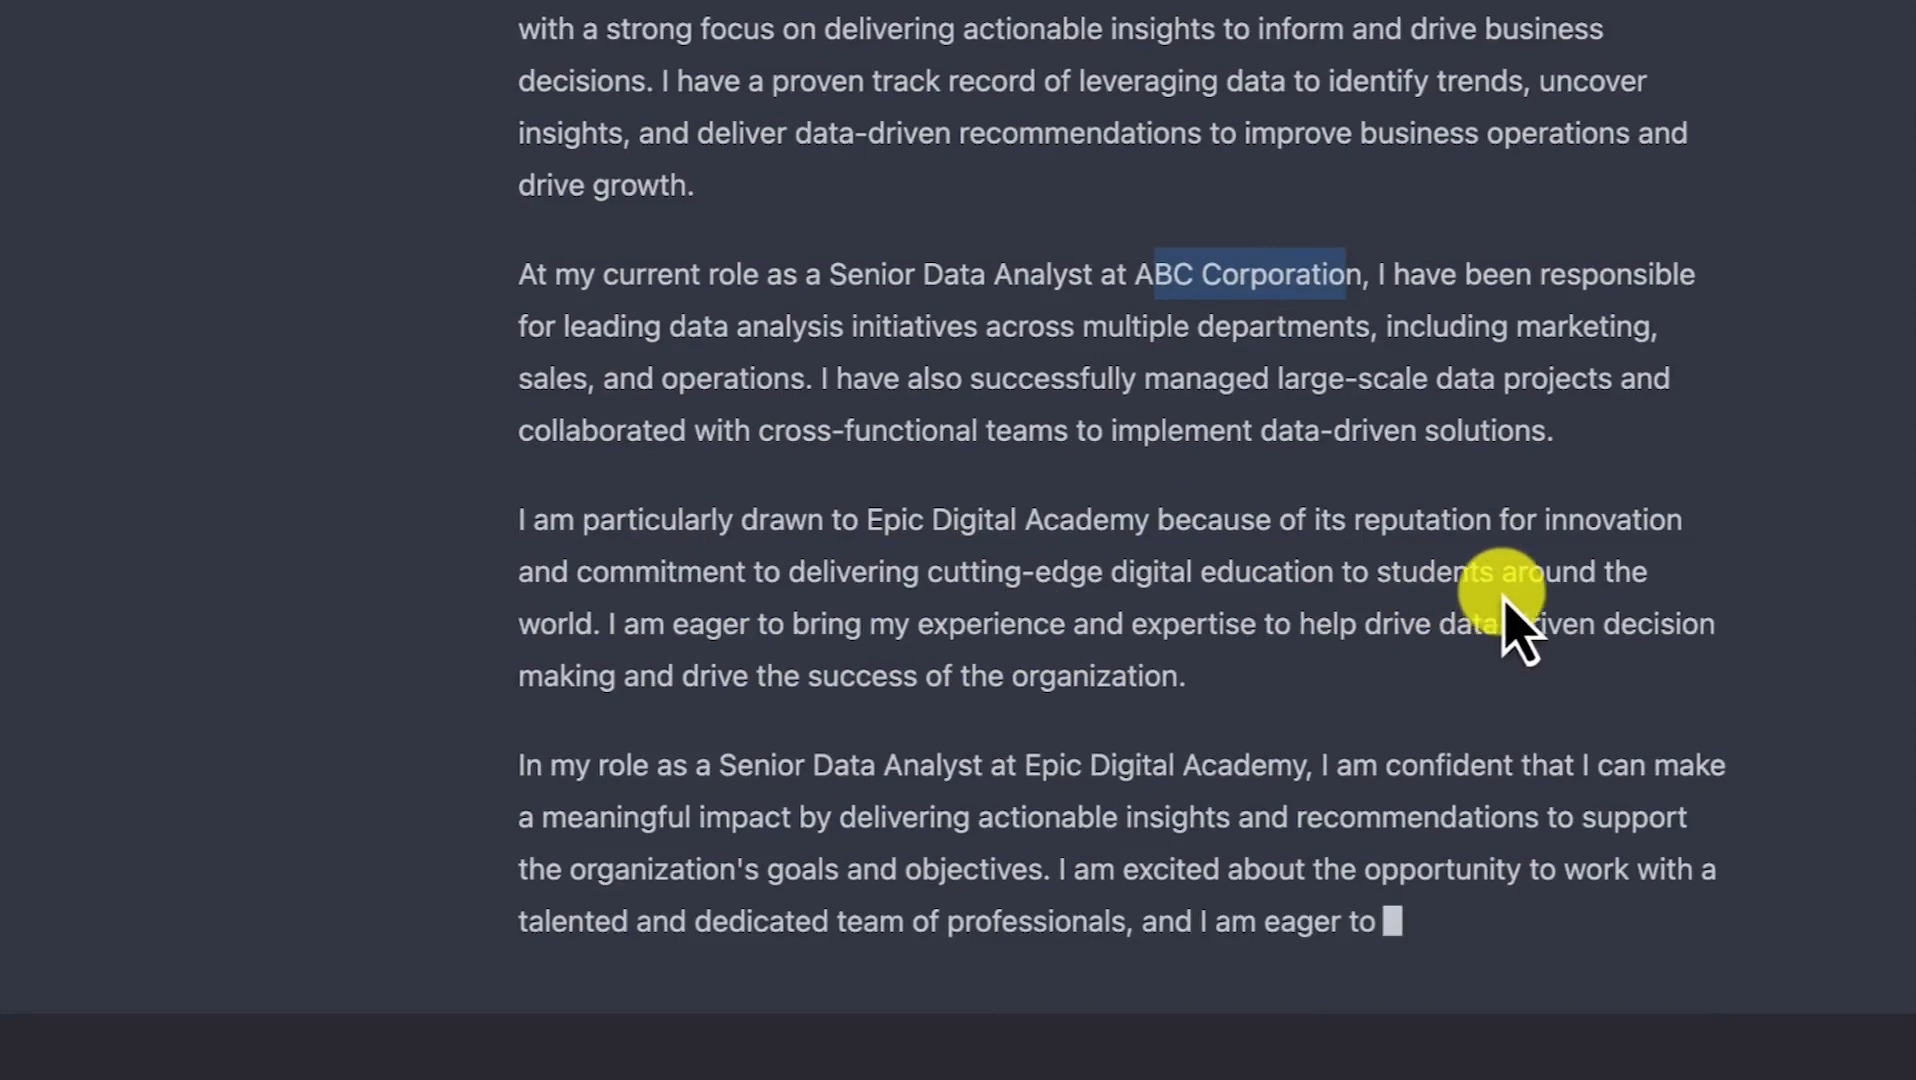 with a strong focus on delivering actionable insights to inform and drive business
decisions. I have a proven track record of leveraging data to identify trends, uncover
insights, and deliver data-driven recommendations to improve business operations and
drive growth.
At my current role as a Senior Data Analyst at ABC Corporation, I have been responsible
for leading data analysis initiatives across multiple departments, including marketing,
sales, and operations. I have also successfully managed large-scale data projects and
collaborated with cross-functional teams to implement data-driven solutions.
I am particularly drawn to Epic Digital Academy because of its reputation for innovation
and commitment to delivering cutting-edge digital education to students around the
world. I am eager to bring my experience and expertise to help drive data-driven decision
making and drive the success of the organization.
In my role as a Senior Data Analyst at Epic Digital Academy, I am confident that I can make
a meaningful impact by delivering actionable insights and recommendations to support
the organization's goals and objectives. I am excited about the opportunity to work with a
talented and dedicated team of professionals, and I am eager to